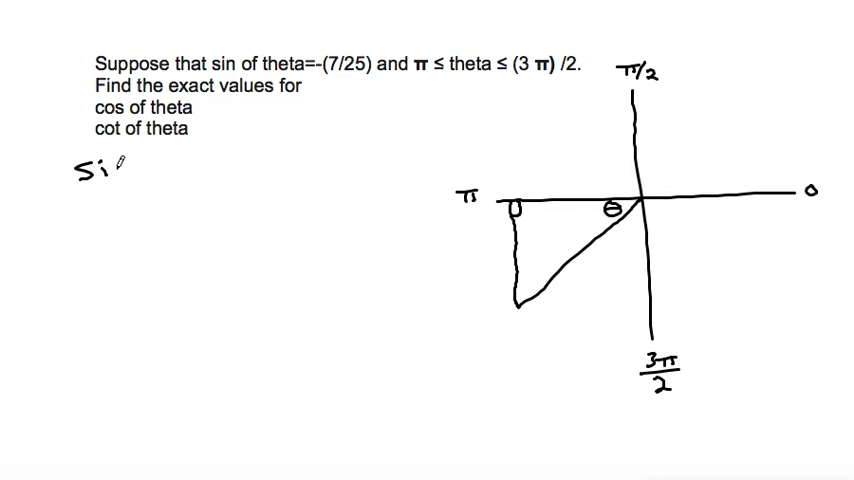 Suppose that sin of theta=-(7/25) and π ≤ theta ≤ (3 π) /2.
Find the exact values for
cos of theta
cot of theta
Si
π/2
π
θ
0
3π
2